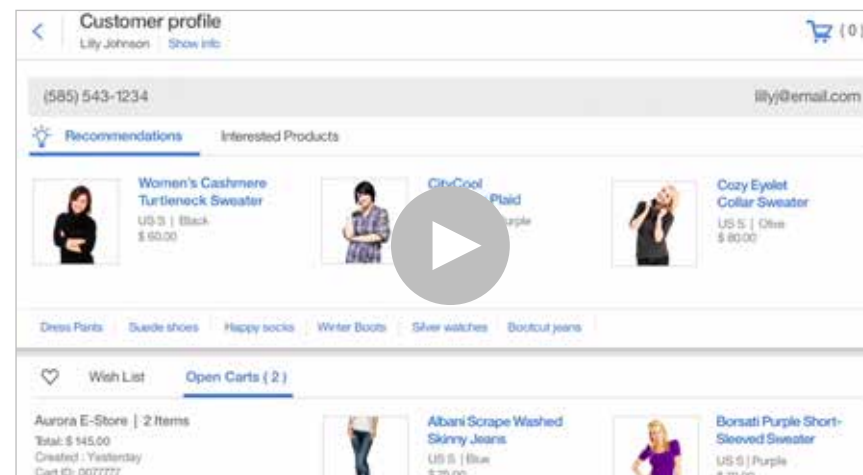 Customer profile
Lilly Johnson | Show info
( 0 )
(585) 543-1234
lillyj@email.com
Recommendations
Interested Products
Women's Cashmere
Turtleneck Sweater
US S | Black
$ 60.00
CityCool
Plaid
Cozy Eyelet
Collar Sweater
US S | Olive
$ 80.00
Dress Pants
Suede shoes
Happy socks
Winter Boots
Silver watches
Bootcut jeans
Wish List
Open Carts ( 2 )
Aurora E-Store | 2 Items
Total: $ 145.00
Created : Yesterday
Cart ID: 0077777
Albani Scrape Washed
Skinny Jeans
US S | Blue
Borsati Purple Short-
Sleeved Sweater
US S | Purple